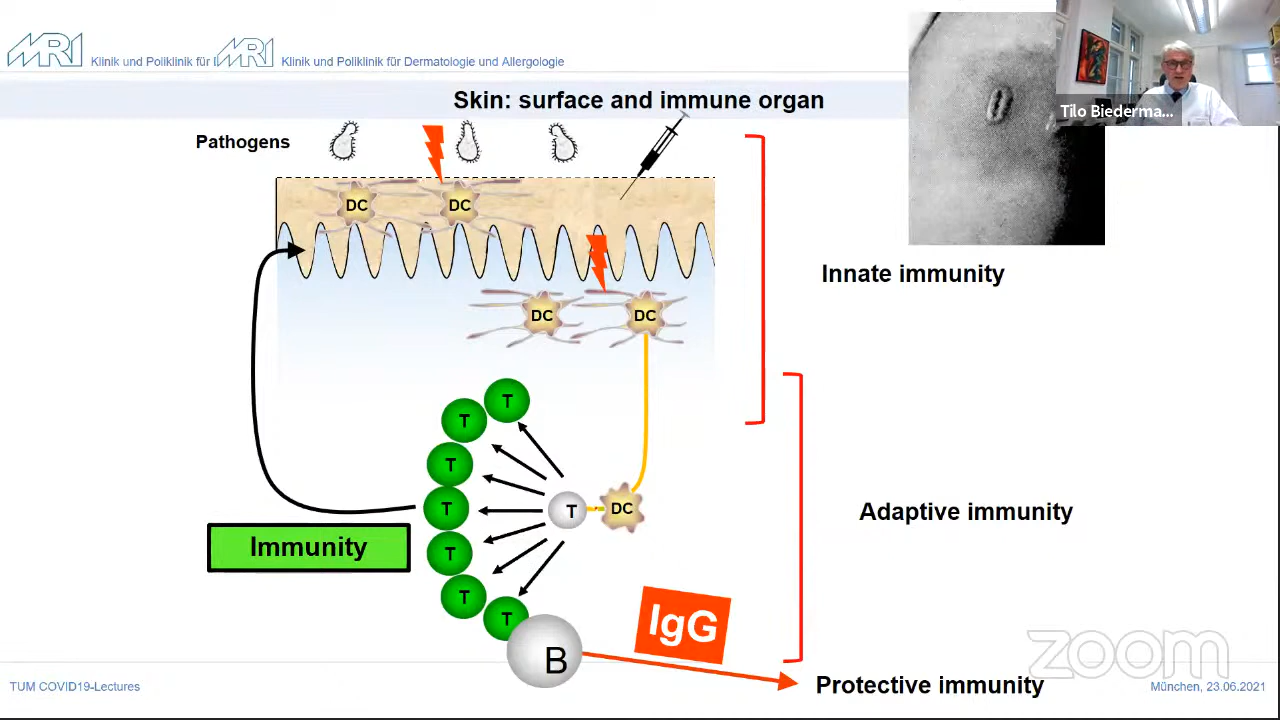 MRI Klinik und Poliklinik für MRI Klinik und Poliklinik für Dermatologie und Allergologie
Tilo Biederma...
Skin: surface and immune organ
Pathogens
DC DC
DC DC
Innate immunity
T
T
T
T
T
T
T
T
DC
Adaptive immunity
Immunity
B
IgG
Protective immunity
zoom
TUM COVID19-Lectures
München, 23.06.2021